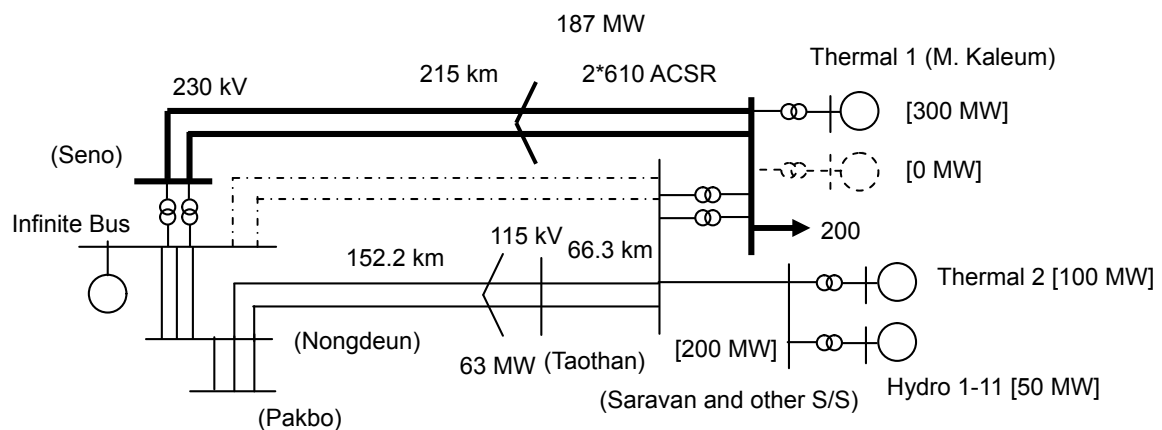 187 MW
Thermal 1 (M. Kaleum)
230 kV
215 km
2*610 ACSR
[300 MW]
(Seno)
[0 MW]
Infinite Bus
200
115 kV
152.2 km
66.3 km
Thermal 2 [100 MW]
(Nongdeun)
63 MW
(Taothan)
[200 MW]
Hydro 1-11 [50 MW]
(Saravan and other S/S)
(Pakbo)